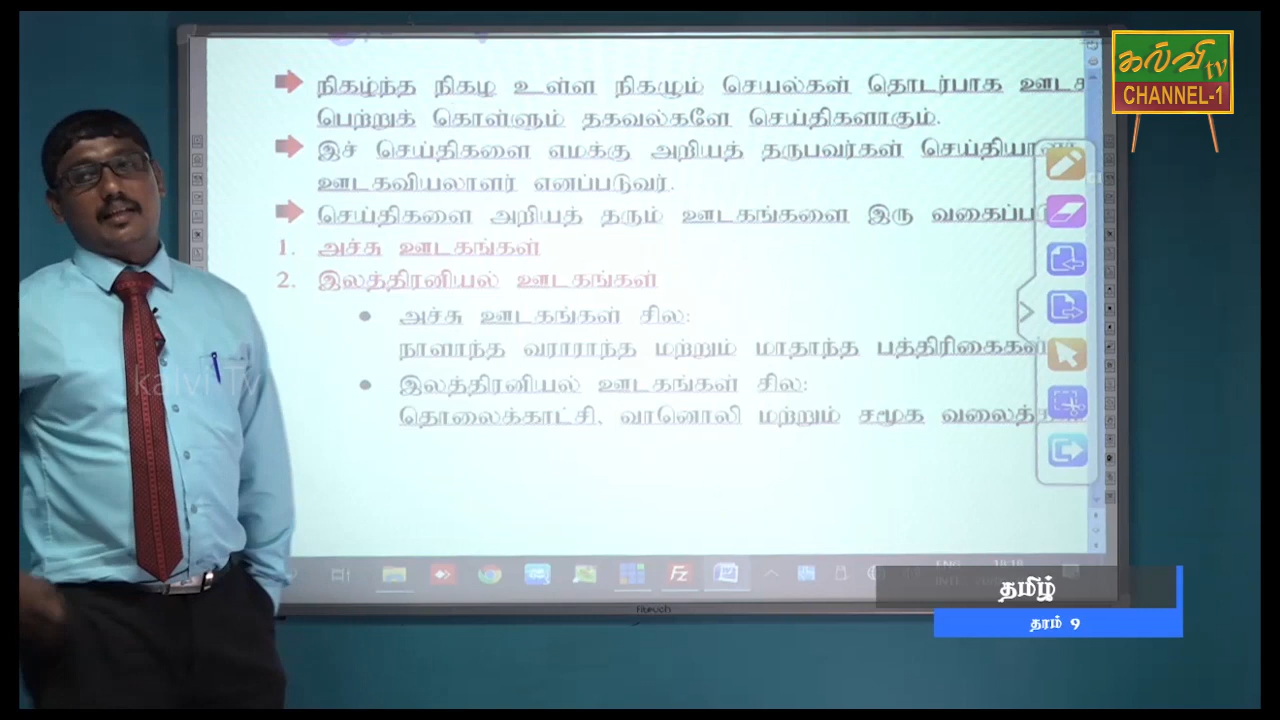 நிகழ்ந்த நிகழ உள்ள நிகழும் செயல்கள் தொடர்பாக
பெற்றுக் கொள்ளும் தகவல்களே செய்திகளாகும்.
இச் செய்திகளை எமக்கு அறியத் தருபவர்கள்
ஊடகவியலாளர் எனப்படுவர்.
செய்திகளை அறியத் தரும் ஊடகங்களை இரு
1. அச்சு ஊடகங்கள்
2. இலத்திரனியல் ஊடகங்கள்
அச்சு ஊடகங்கள் சில:
நாளாந்த வாராரந்த மற்றும் மாதாந்த பத்திரிகைகள்
இலத்திரனியல் ஊடகங்கள் சில:
தொலைக்காட்சி, வானொலி மற்றும் சமூக
கல்வி tv
CHANNEL-1
kalvi Tv
தமிழ்
தரம் 9